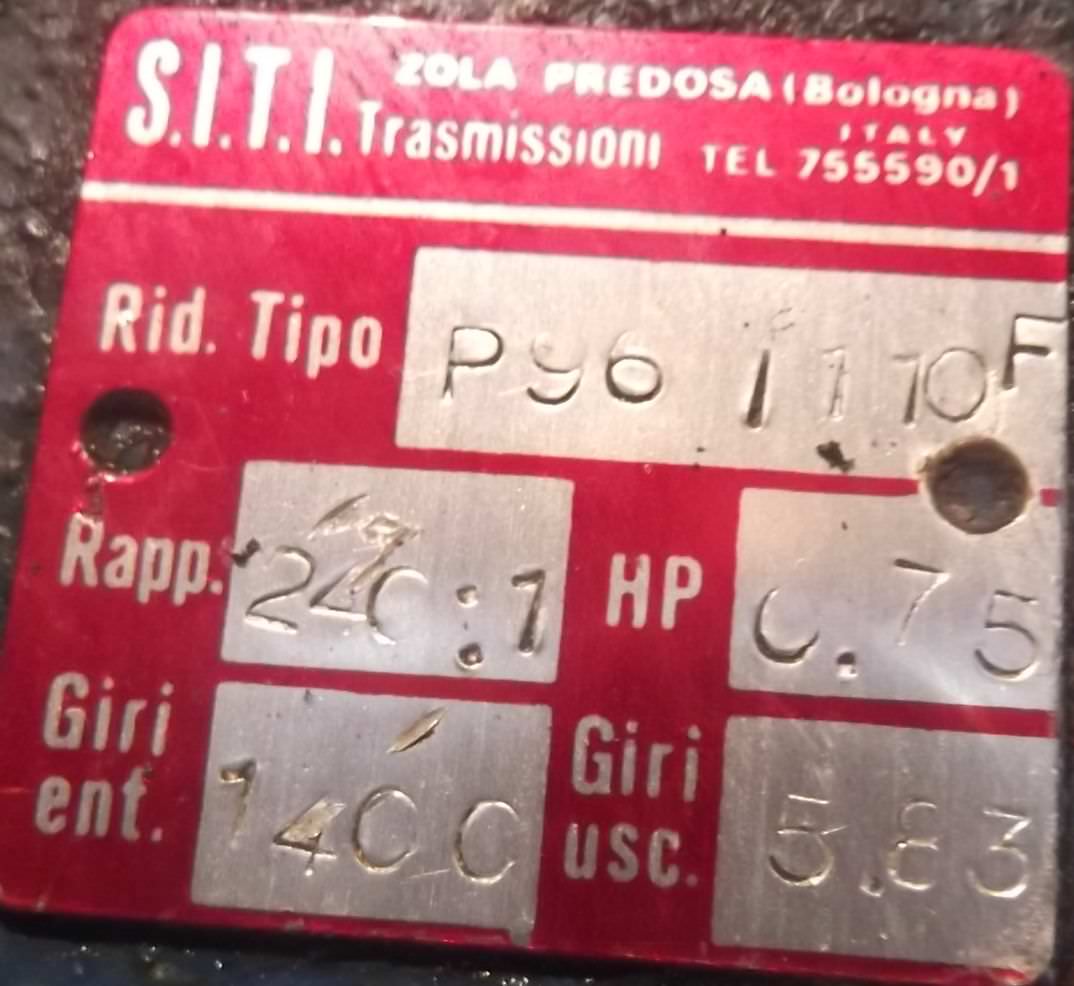 S.I.T.I. Trasmissioni
ZOLA PREDOSA (Bologna)
ITALY
TEL 755590/1
Rid. Tipo P96 i 110 F
Rapp. 240:1 HP 0.75
Giri ent. 1400 Giri usc. 5.83